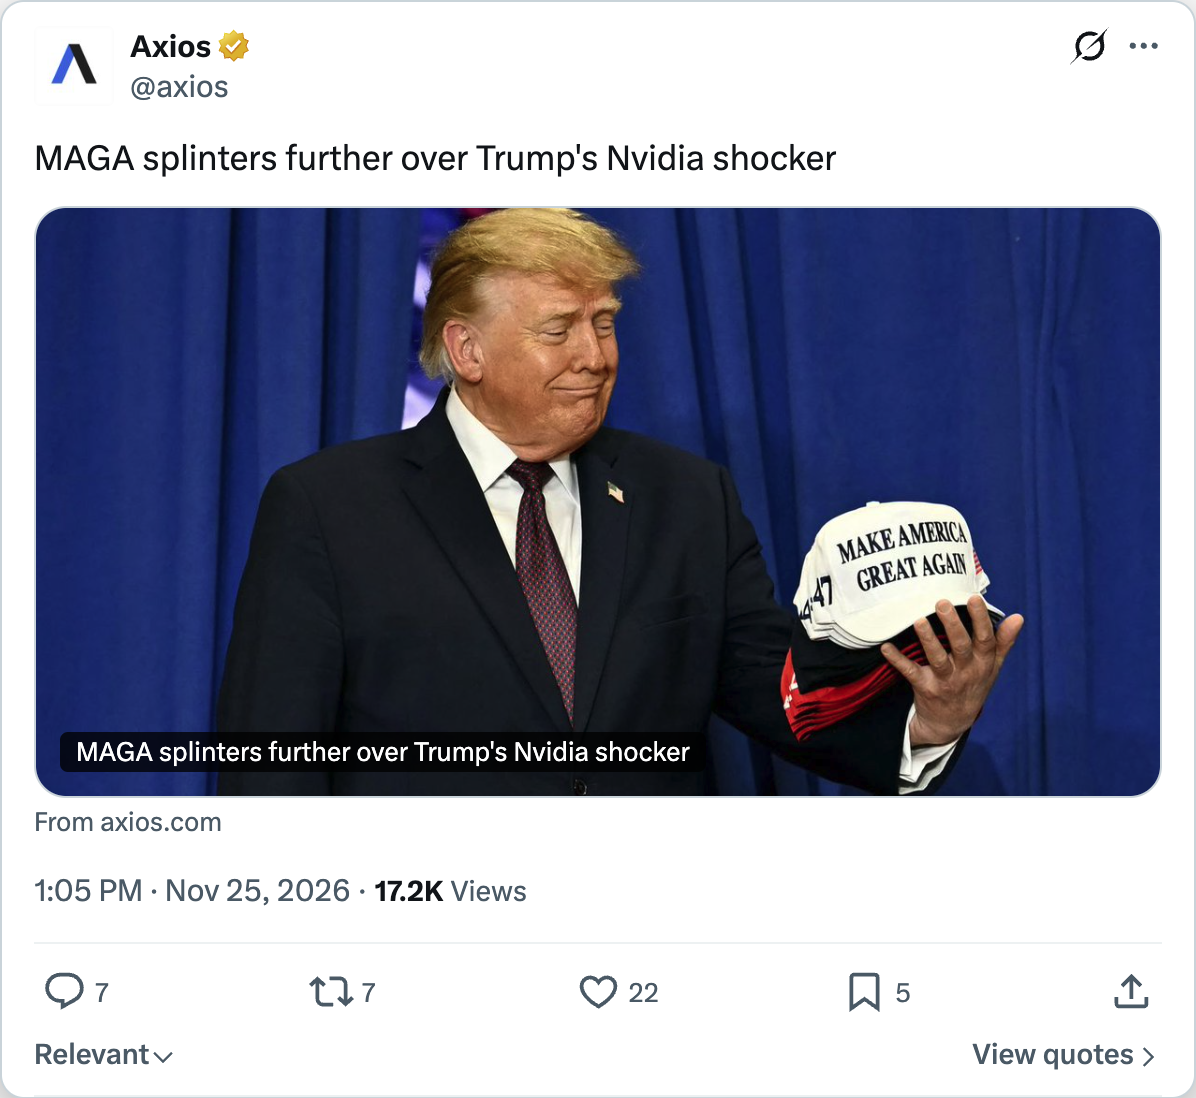 Axios
@axios
MAGA splinters further over Trump's Nvidia shocker
MAKE AMERICA
GREAT AGAIN
47
MAGA splinters further over Trump's Nvidia shocker
From axios.com
1:05 PM · Nov 25, 2026 · 17.2K Views
7 7 22 5
Relevant View quotes